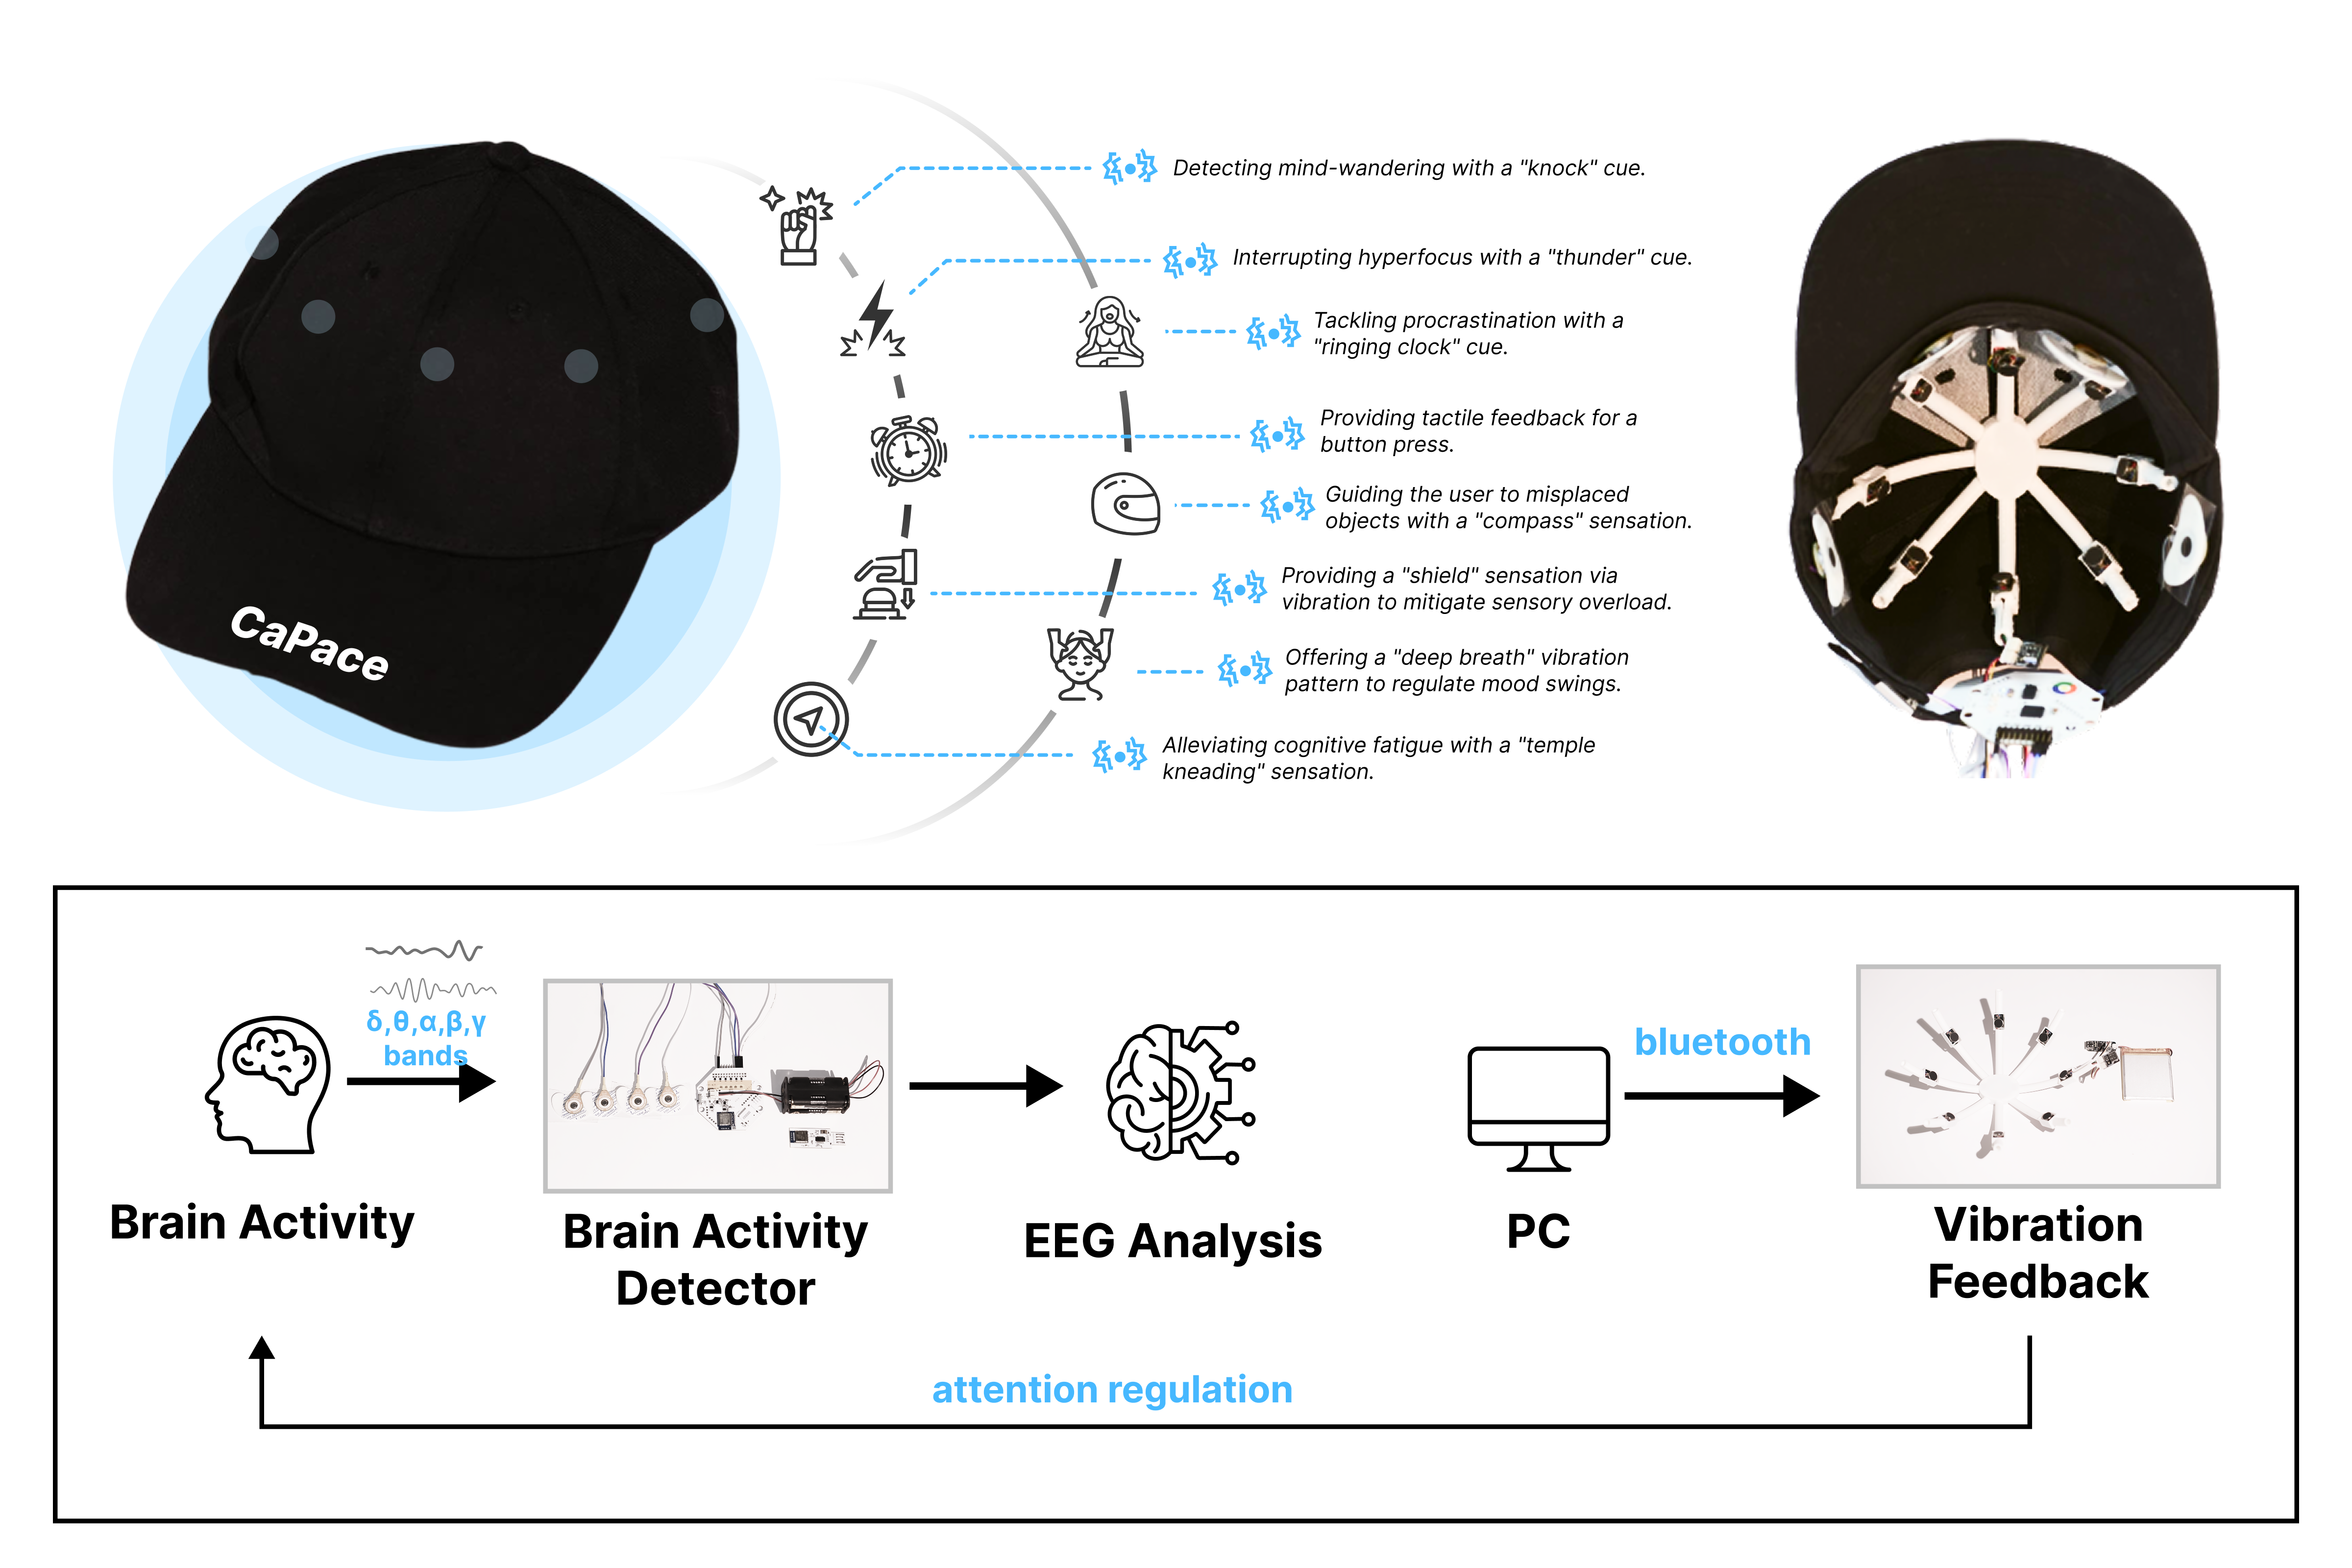 Detecting mind-wandering with a "knock" cue.
Interrupting hyperfocus with a "thunder" cue.
Tackling procrastination with a
"ringing clock" cue.
Providing tactile feedback for a
button press.
Guiding the user to misplaced
objects with a "compass" sensation.
Providing a "shield" sensation via
vibration to mitigate sensory overload.
Offering a "deep breath" vibration
pattern to regulate mood swings.
Alleviating cognitive fatigue with a "temple
kneading" sensation.
CaPace
δ,θ,α,β,γ
bands
bluetooth
Brain Activity
Brain Activity
Detector
EEG Analysis
PC
Vibration
Feedback
attention regulation